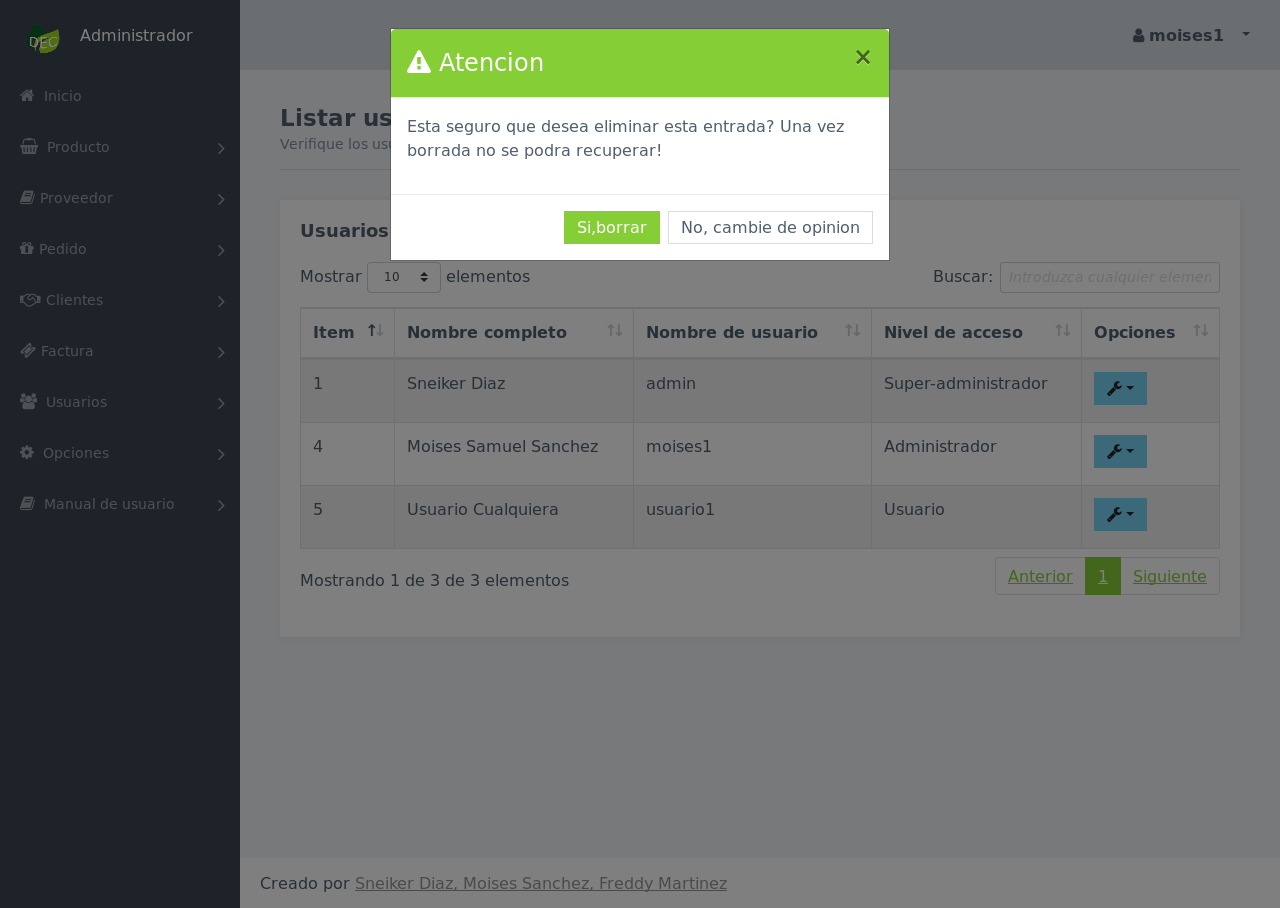 DEC
Administrador
moises1
Inicio
Producto
Proveedor
Pedido
Clientes
Factura
Usuarios
Opciones
Manual de usuario
Atencion
×
Esta seguro que desea eliminar esta entrada? Una vez
borrada no se podra recuperar!
Si,borrar
No, cambie de opinion
Listar us
Verifique los usu
Usuarios
Mostrar 10 elementos
Buscar: Introduzca cualquier elemen
Item Nombre completo Nombre de usuario Nivel de acceso Opciones
1 Sneiker Diaz admin Super-administrador
4 Moises Samuel Sanchez moises1 Administrador
5 Usuario Cualquiera usuario1 Usuario
Mostrando 1 de 3 de 3 elementos
Anterior 1 Siguiente
Creado por Sneiker Diaz, Moises Sanchez, Freddy Martinez